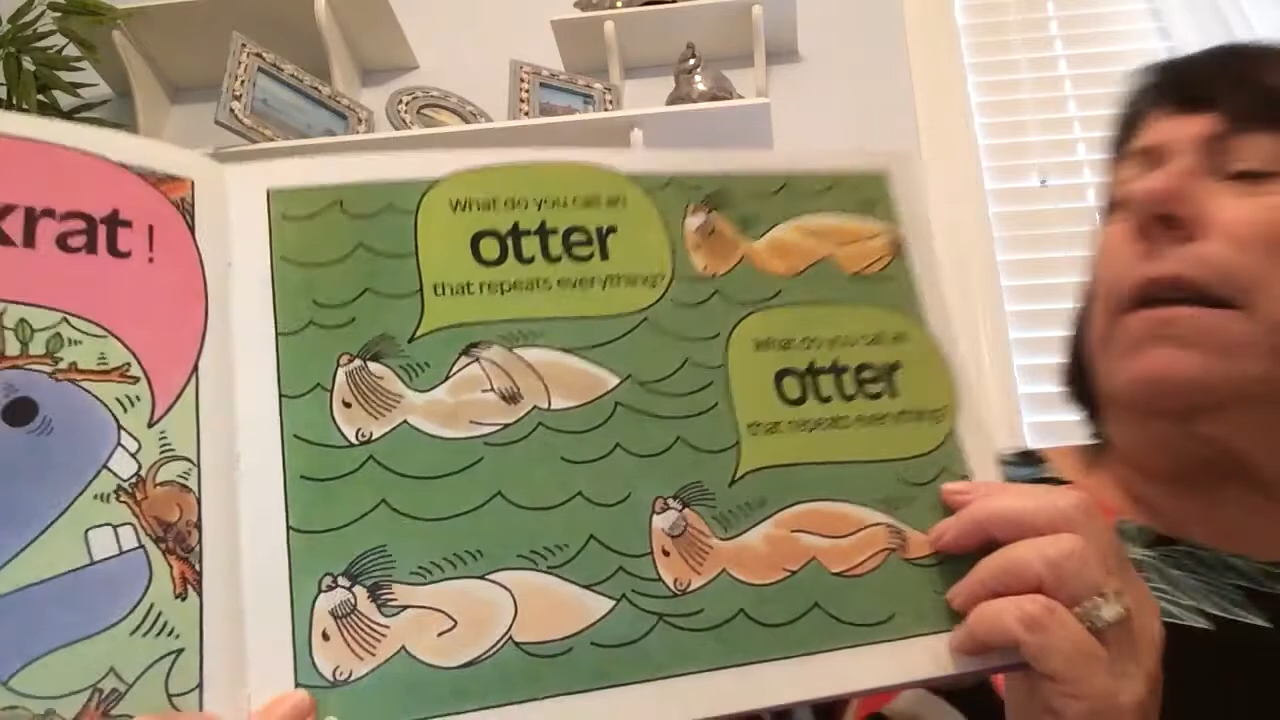 krat!
What do you call an
otter
that repeats everything?
What do you call an
otter
that repeats everything?